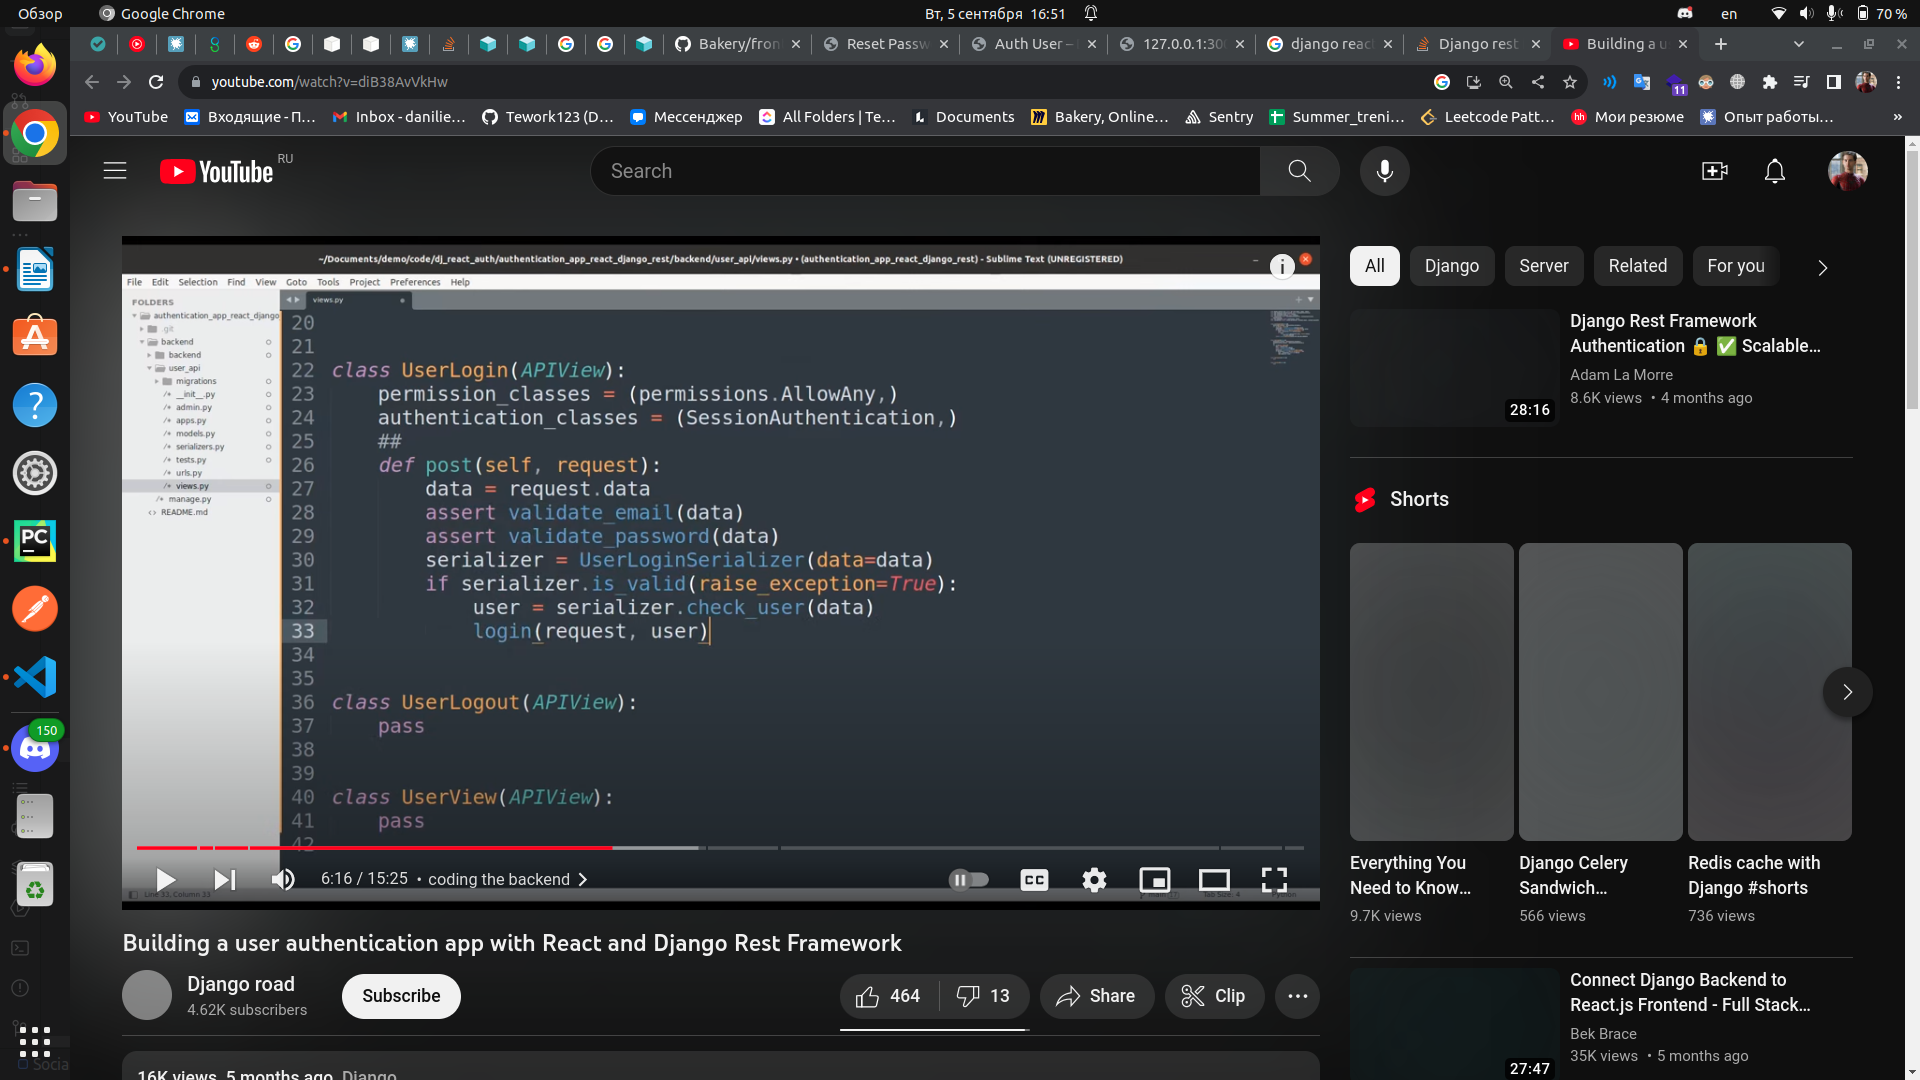 Обзор
Google Chrome
Вт, 5 сентября 16:51
en
70 %
Bakery/fron
Reset Passw
Auth User –
127.0.0.1:30
django reac
Django rest
Building a u
youtube.com/watch?v=diB38AvVkHw
11
YouTube
Входящие - П…
Inbox - danilie…
Tework123 (D…
Мессенджер
All Folders | Te…
Documents
Bakery, Online…
Sentry
Summer_treni…
Leetcode Patt…
Мои резюме
Опыт работы…
»
YouTube RU
Search
~/Documents/demo/code/dj_react_auth/authentication_app_react_django_rest/backend/user_api/views.py • (authentication_app_react_django_rest) - Sublime Text (UNREGISTERED)
File Edit Selection Find View Goto Tools Project Preferences Help
FOLDERS
authentication_app_react_django
.git
backend
backend
user_api
migrations
__init__.py
admin.py
apps.py
models.py
serializers.py
tests.py
urls.py
views.py
manage.py
README.md
views.py
20
21
22 class UserLogin(APIView):
23 permission_classes = (permissions.AllowAny,)
24 authentication_classes = (SessionAuthentication,)
25 ##
26 def post(self, request):
27 data = request.data
28 assert validate_email(data)
29 assert validate_password(data)
30 serializer = UserLoginSerializer(data=data)
31 if serializer.is_valid(raise_exception=True):
32 user = serializer.check_user(data)
33 login(request, user)
34
35
36 class UserLogout(APIView):
37 pass
38
39
40 class UserView(APIView):
41 pass
42
6:16 / 15:25 • coding the backend
CC
Line 33, Column 33
Tab Size: 4
Python
Building a user authentication app with React and Django Rest Framework
Django road
4.62K subscribers
Subscribe
464
13
Share
Clip
16K views 5 months ago Django
All
Django
Server
Related
For you
28:16
Django Rest Framework
Authentication 🔒 ✅ Scalable…
Adam La Morre
8.6K views • 4 months ago
Shorts
Everything You
Need to Know…
9.7K views
Django Celery
Sandwich…
566 views
Redis cache with
Django #shorts
736 views
27:47
Connect Django Backend to
React.js Frontend - Full Stack…
Bek Brace
35K views • 5 months ago
PC
150
Socia